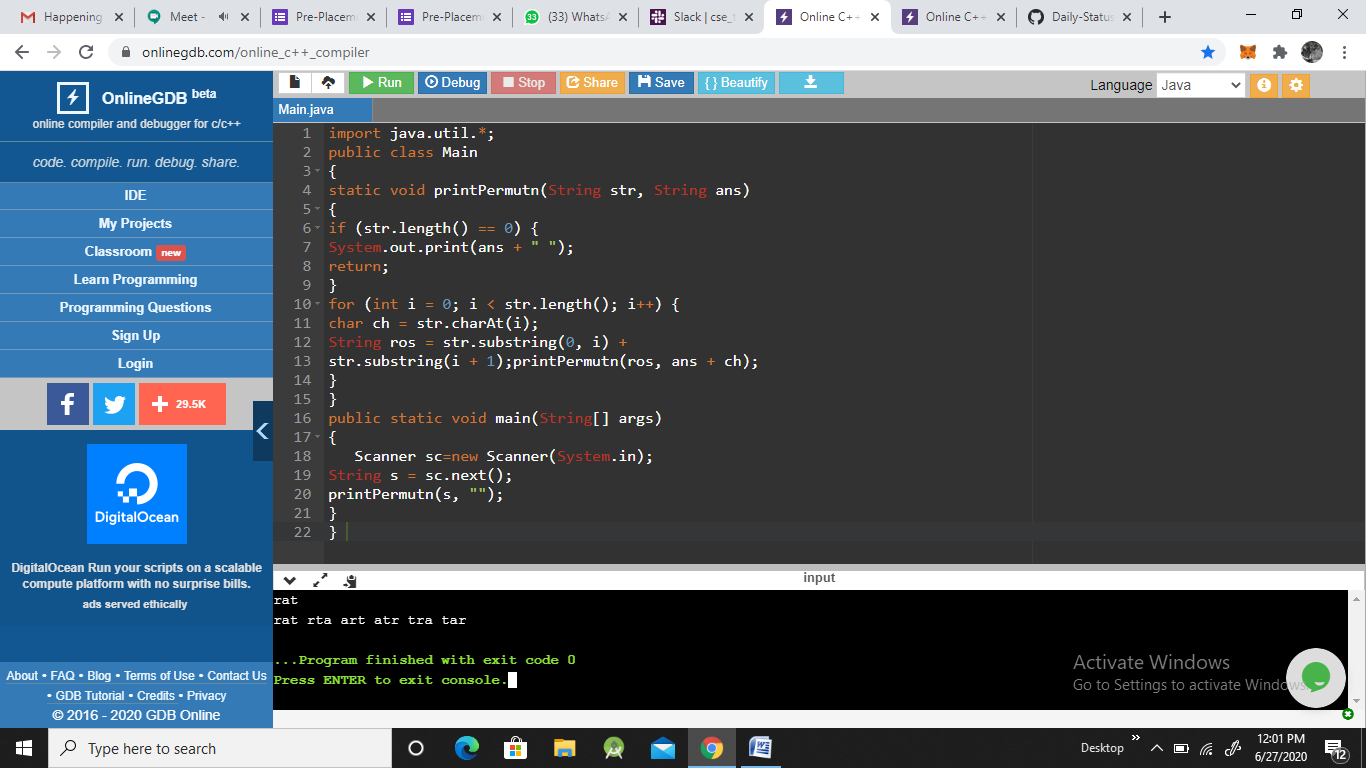 Happening
Meet -
Pre-Placem
Pre-Placem
(33) WhatsA
Slack | cse_
Online C++
Online C++
Daily-Status
onlinegdb.com/online_c++_compiler
OnlineGDB beta
online compiler and debugger for c/c++
code. compile. run. debug. share.
IDE
My Projects
Classroom new
Learn Programming
Programming Questions
Sign Up
Login
29.5K
DigitalOcean
DigitalOcean Run your scripts on a scalable
compute platform with no surprise bills.
ads served ethically
About • FAQ • Blog • Terms of Use • Contact Us
• GDB Tutorial • Credits • Privacy
© 2016 - 2020 GDB Online
Run Debug Stop Share Save { } Beautify
Language Java
Main.java
1 import java.util.*;
2 public class Main
3 {
4 static void printPermutn(String str, String ans)
5 {
6 if (str.length() == 0) {
7 System.out.print(ans + " ");
8 return;
9 }
10 for (int i = 0; i < str.length(); i++) {
11 char ch = str.charAt(i);
12 String ros = str.substring(0, i) +
13 str.substring(i + 1);printPermutn(ros, ans + ch);
14 }
15 }
16 public static void main(String[] args)
17 {
18    Scanner sc=new Scanner(System.in);
19 String s = sc.next();
20 printPermutn(s, "");
21 }
22 }
input
rat
rat rta art atr tra tar
...Program finished with exit code 0
Press ENTER to exit console.
Activate Windows
Go to Settings to activate Windows.
Type here to search
Desktop
12:01 PM
6/27/2020
12